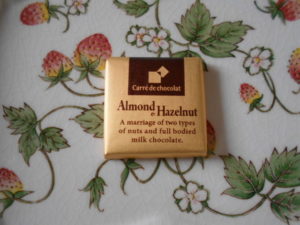 Carré de chocolat
Almond
& Hazelnut
A marriage of two types
of nuts and full bodied
milk chocolate.